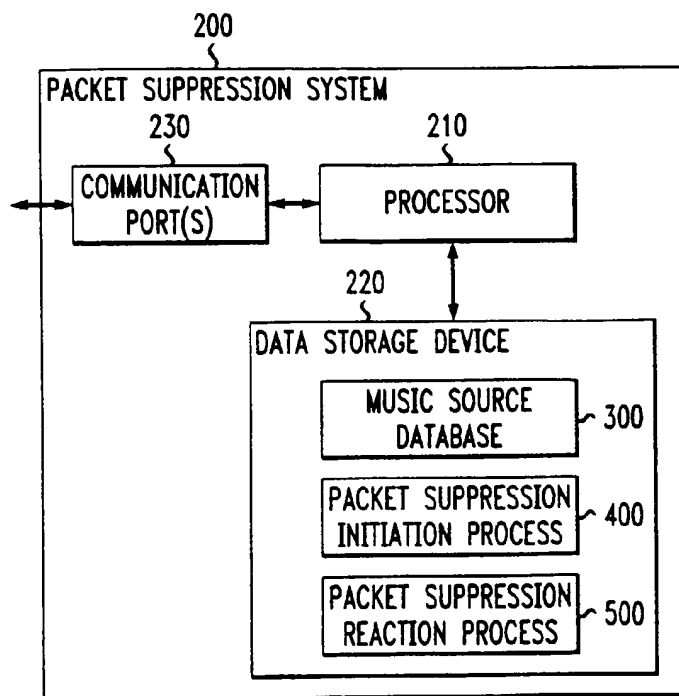 200
PACKET SUPPRESSION SYSTEM
230
210
COMMUNICATION
PORT(S)
PROCESSOR
220
DATA STORAGE DEVICE
MUSIC SOURCE
DATABASE
300
PACKET SUPPRESSION
INITIATION PROCESS
400
PACKET SUPPRESSION
REACTION PROCESS
500